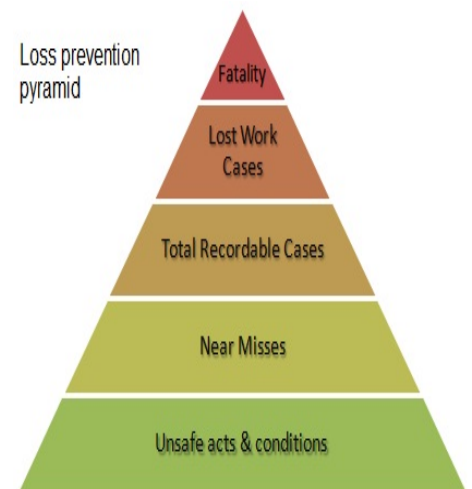 Loss prevention
pyramid
Fatality
Lost Work
Cases
Total Recordable Cases
Near Misses
Unsafe acts & conditions